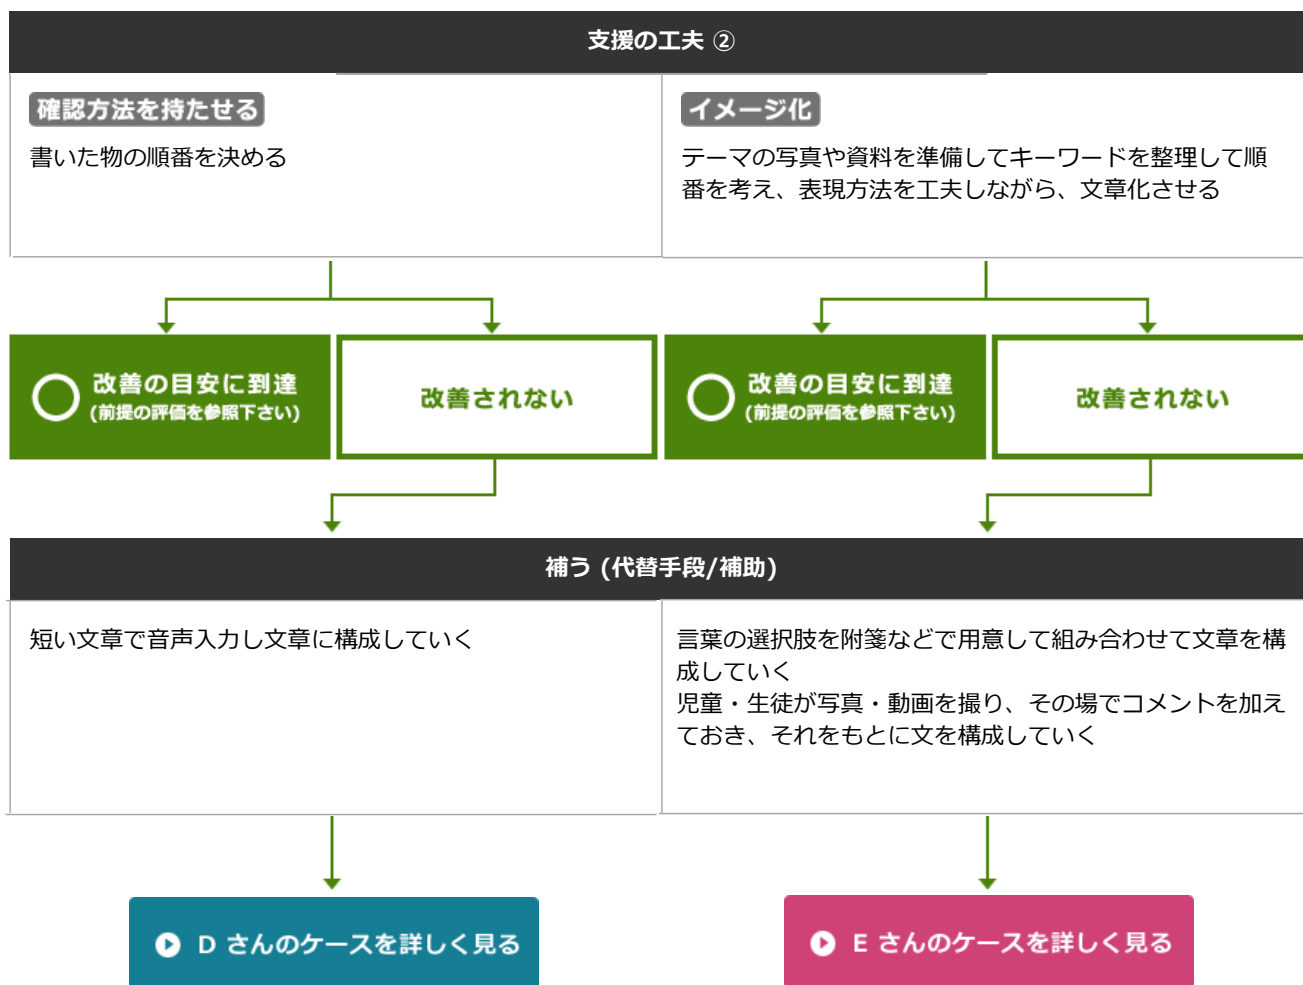 支援の工夫 ②
確認方法を持たせる
書いた物の順番を決める
イメージ化
テーマの写真や資料を準備してキーワードを整理して順
番を考え、表現方法を工夫しながら、文章化させる
改善の目安に到達
(前提の評価を参照下さい)
改善されない
改善の目安に到達
(前提の評価を参照下さい)
改善されない
補う (代替手段/補助)
短い文章で音声入力し文章に構成していく
言葉の選択肢を附箋などで用意して組み合わせて文章を構
成していく
児童・生徒が写真・動画を撮り、その場でコメントを加え
ておき、それをもとに文を構成していく
D さんのケースを詳しく見る
E さんのケースを詳しく見る